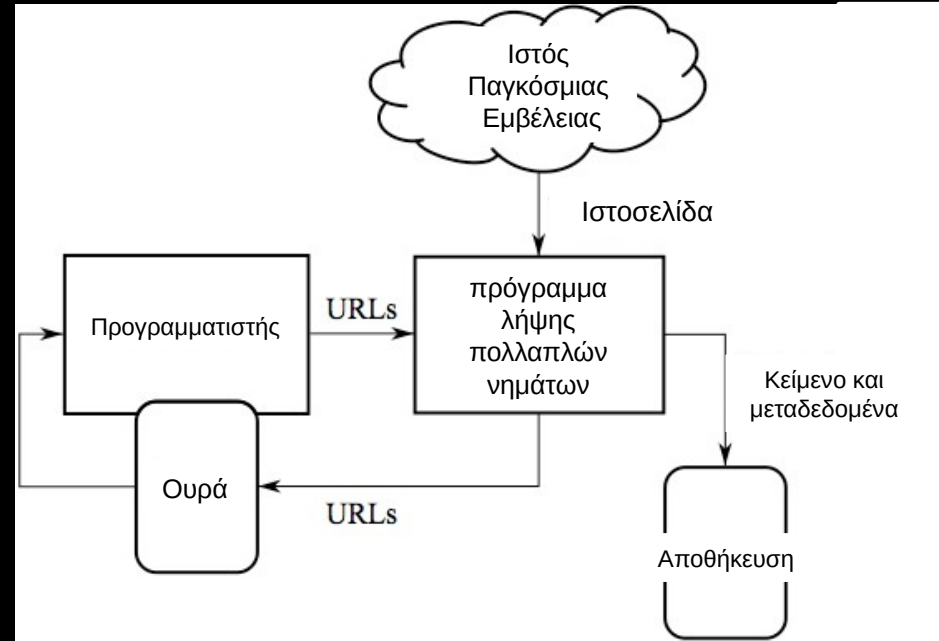 Ιστός
Παγκόσμιας
Εμβέλειας
Ιστοσελίδα
Προγραμματιστής
URLs
πρόγραμμα
λήψης
πολλαπλών
νημάτων
Κείμενο και
μεταδεδομένα
Ουρά
URLs
Αποθήκευση